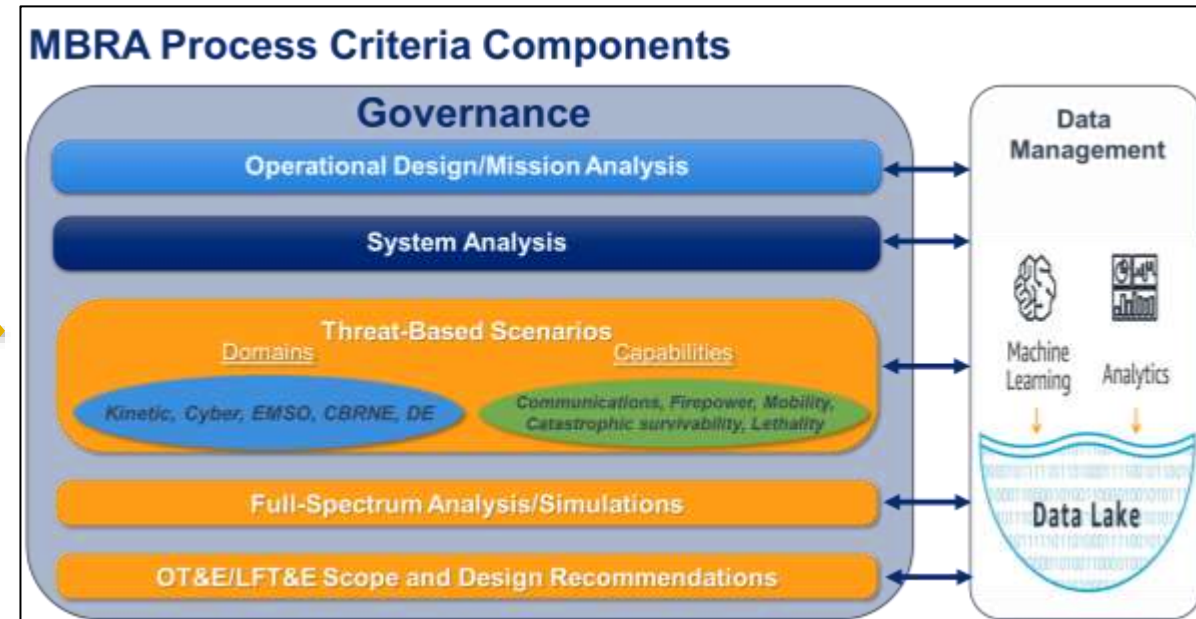 MBRA Process Criteria Components
Governance
Operational Design/Mission Analysis
System Analysis
Threat-Based Scenarios
Domains
Capabilities
Kinetic, Cyber, EMSO, CBRNE, DE
Communications, Firepower, Mobility,
Catastrophic survivability, Lethality
Full-Spectrum Analysis/Simulations
OT&E/LFT&E Scope and Design Recommendations
Data
Management
Machine
Learning
Analytics
Data Lake